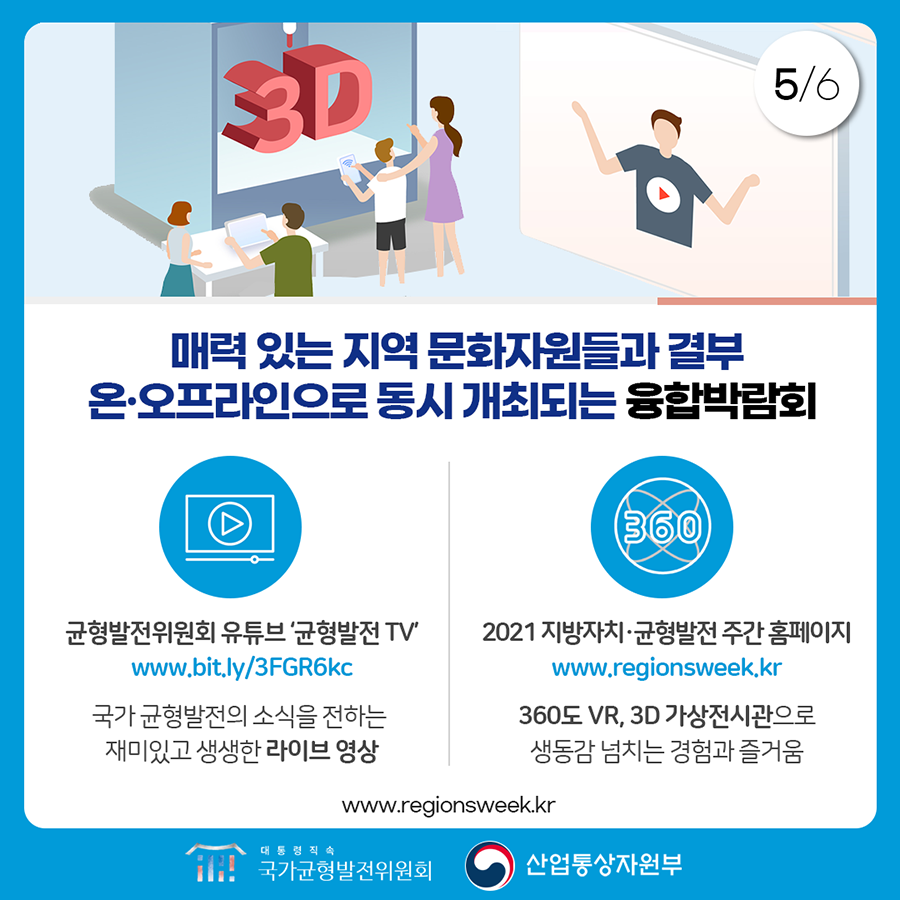 3D
5/6
매력 있는 지역 문화자원들과 결부
온·오프라인으로 동시 개최되는 융합박람회
360
균형발전위원회 유튜브 ‘균형발전 TV’
www.bit.ly/3FGR6kc
국가 균형발전의 소식을 전하는
재미있고 생생한 라이브 영상
2021 지방자치·균형발전 주간 홈페이지
www.regionsweek.kr
360도 VR, 3D 가상전시관으로
생동감 넘치는 경험과 즐거움
www.regionsweek.kr
대통령직속
국가균형발전위원회
산업통상자원부